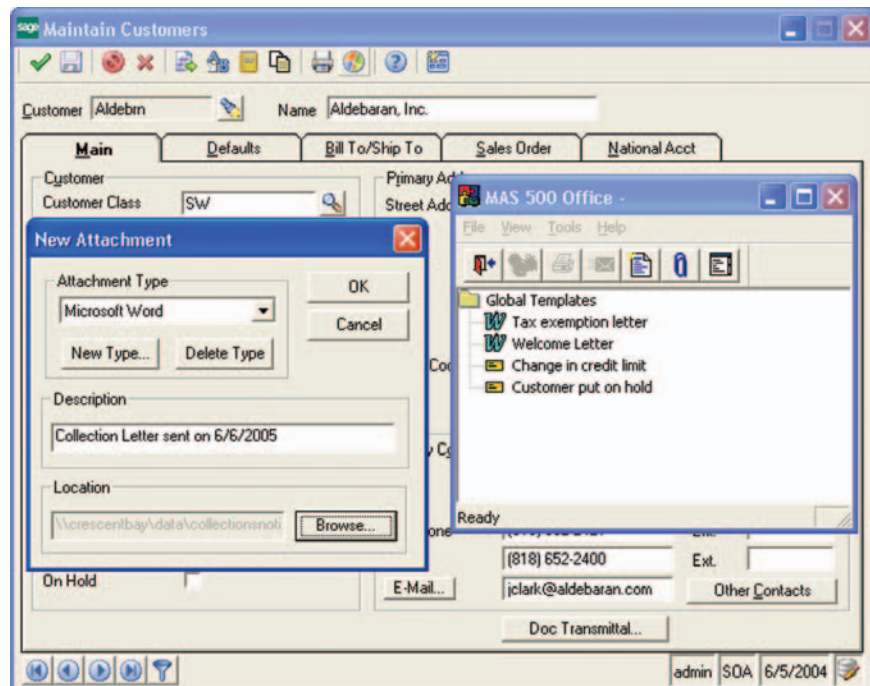 sage Maintain Customers
Customer Aldebrn Name Aldebaran, Inc.
Main Defaults Bill To/Ship To Sales Order National Acct
Customer
Customer Class SW
Primary Ad
Street Add
New Attachment
Attachment Type
Microsoft Word
New Type... Delete Type
OK
Cancel
Description
Collection Letter sent on 6/6/2005
Location
\\crescentbay\data\collectionsnoti Browse...
MAS 500 Office -
File View Tools Help
Global Templates
Tax exemption letter
Welcome Letter
Change in credit limit
Customer put on hold
Ready
(818) 652-2400 Ext.
On Hold
E-Mail... jclark@aldebaran.com Other Contacts
Doc Transmittal...
admin SOA 6/5/2004